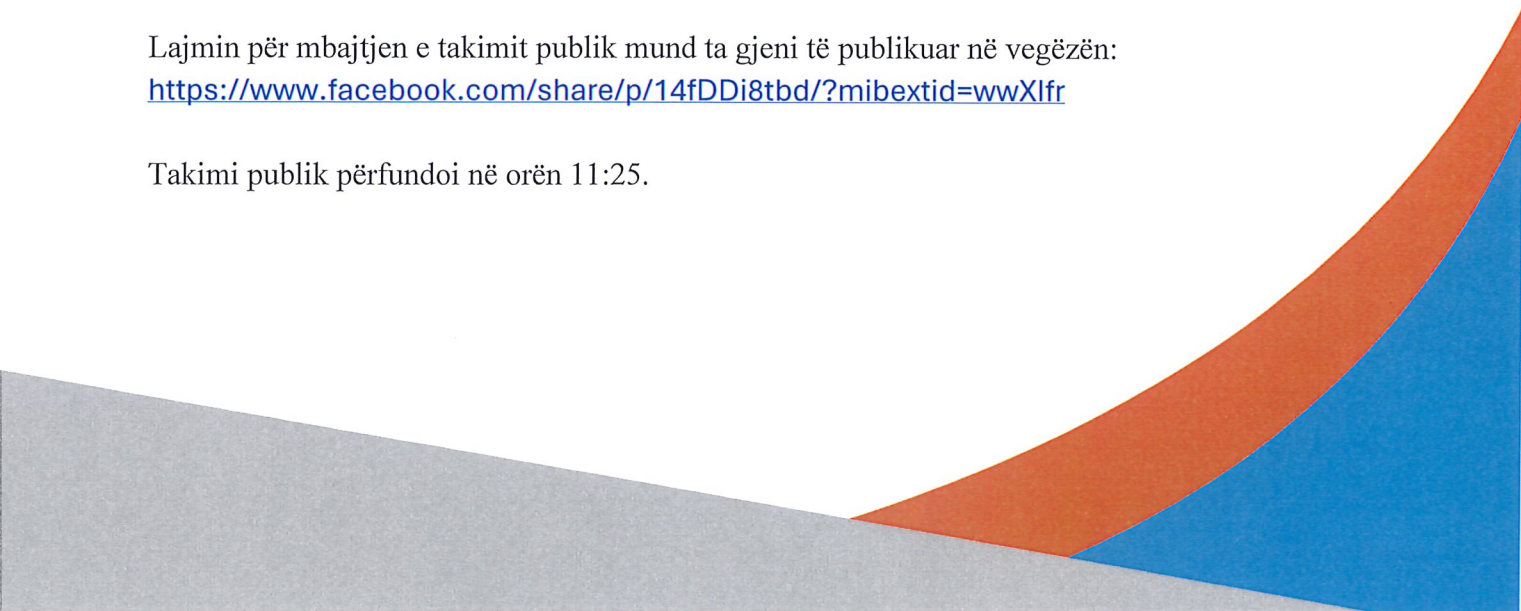 Lajmin për mbajtjen e takimit publik mund ta gjeni të publikuar në vegëzën:
https://www.facebook.com/share/p/14fDDi8tbd/?mibextid=wwXIfr
Takimi publik përfundoi në orën 11:25.